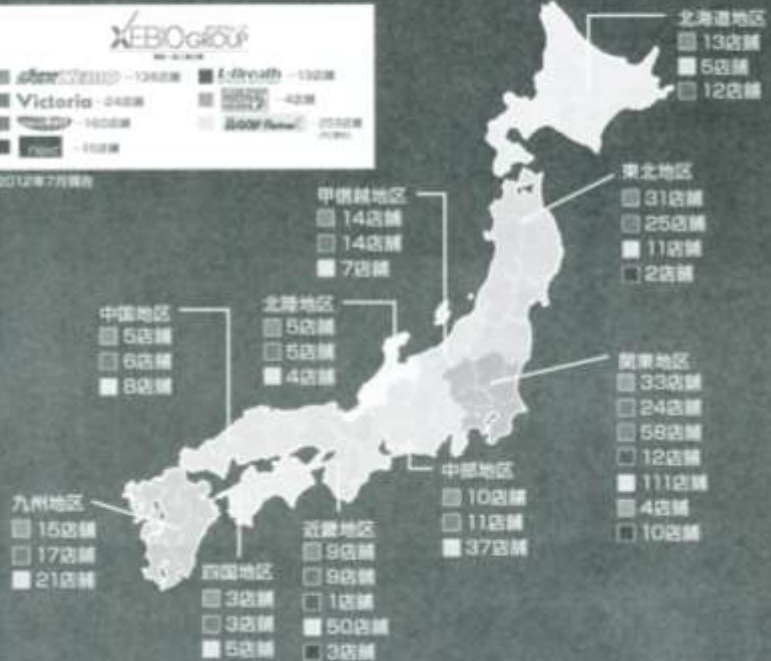 XEBIO GROUP
Victoria …24店舗
L-Breath …13店舗
2012年7月現在
北海道地区
13店舗
5店舗
12店舗
東北地区
31店舗
25店舗
11店舗
2店舗
甲信越地区
14店舗
14店舗
7店舗
北陸地区
5店舗
5店舗
4店舗
中国地区
5店舗
6店舗
8店舗
関東地区
33店舗
24店舗
58店舗
12店舗
111店舗
4店舗
10店舗
中部地区
10店舗
11店舗
37店舗
九州地区
15店舗
17店舗
21店舗
四国地区
3店舗
3店舗
5店舗
近畿地区
9店舗
9店舗
1店舗
50店舗
3店舗